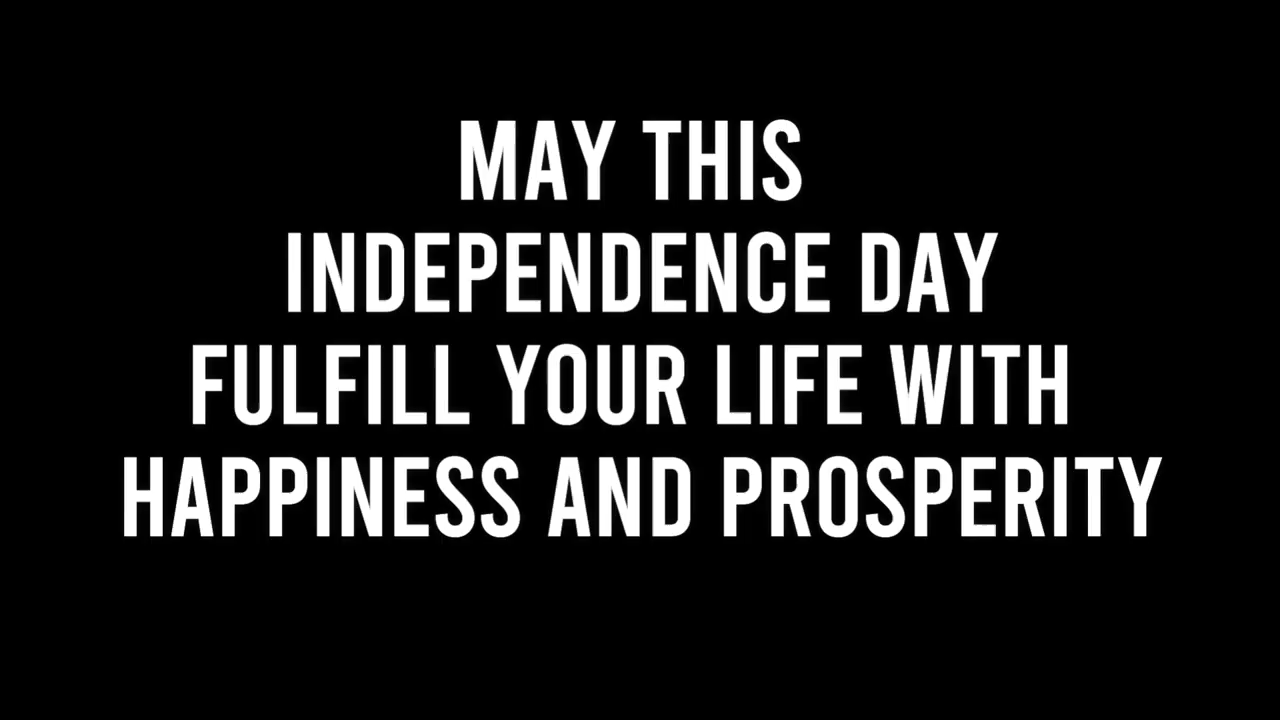 MAY THIS
INDEPENDENCE DAY
FULFILL YOUR LIFE WITH
HAPPINESS AND PROSPERITY